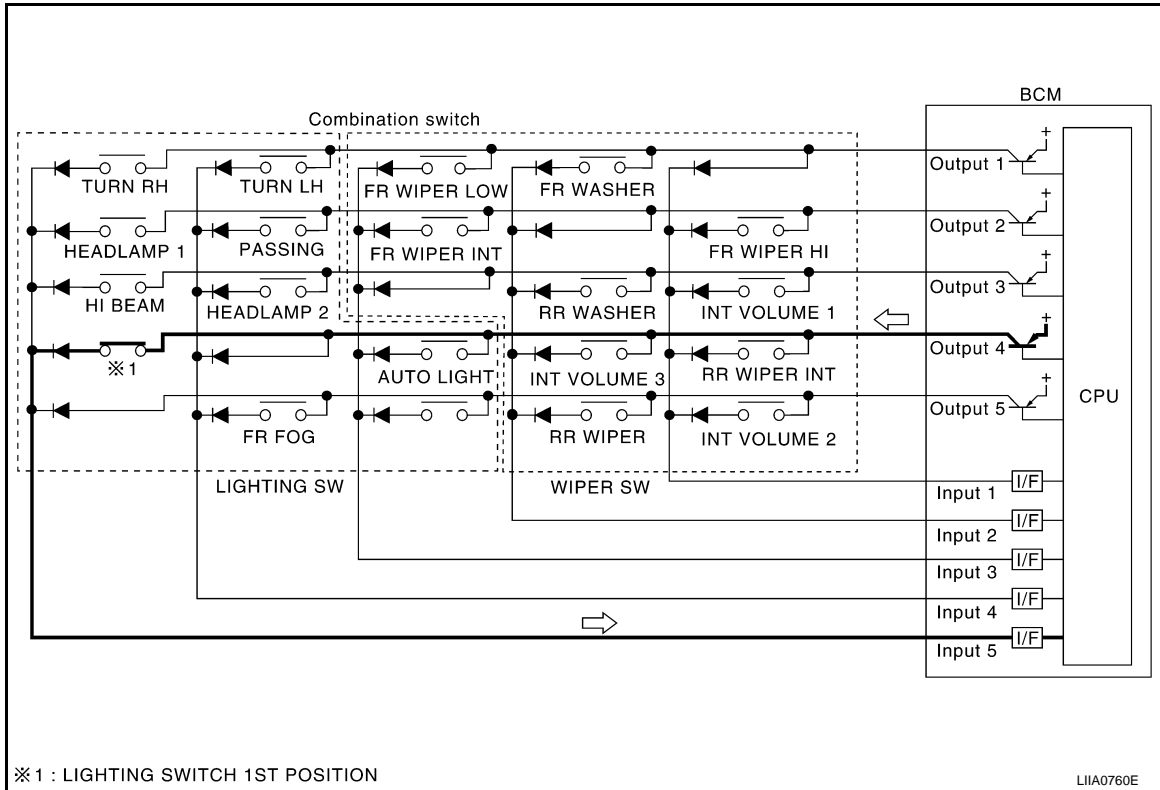 BCM
Combination switch
+
Output 1
TURN RH
TURN LH
FR WIPER LOW
FR WASHER
+
Output 2
HEADLAMP 1
PASSING
FR WIPER INT
FR WIPER HI
+
Output 3
HI BEAM
HEADLAMP 2
RR WASHER
INT VOLUME 1
+
Output 4
※1
AUTO LIGHT
INT VOLUME 3
RR WIPER INT
+
CPU
Output 5
FR FOG
RR WIPER
INT VOLUME 2
LIGHTING SW
WIPER SW
I/F
Input 1
I/F
Input 2
I/F
Input 3
I/F
Input 4
I/F
Input 5
※1 : LIGHTING SWITCH 1ST POSITION
LIIA0760E